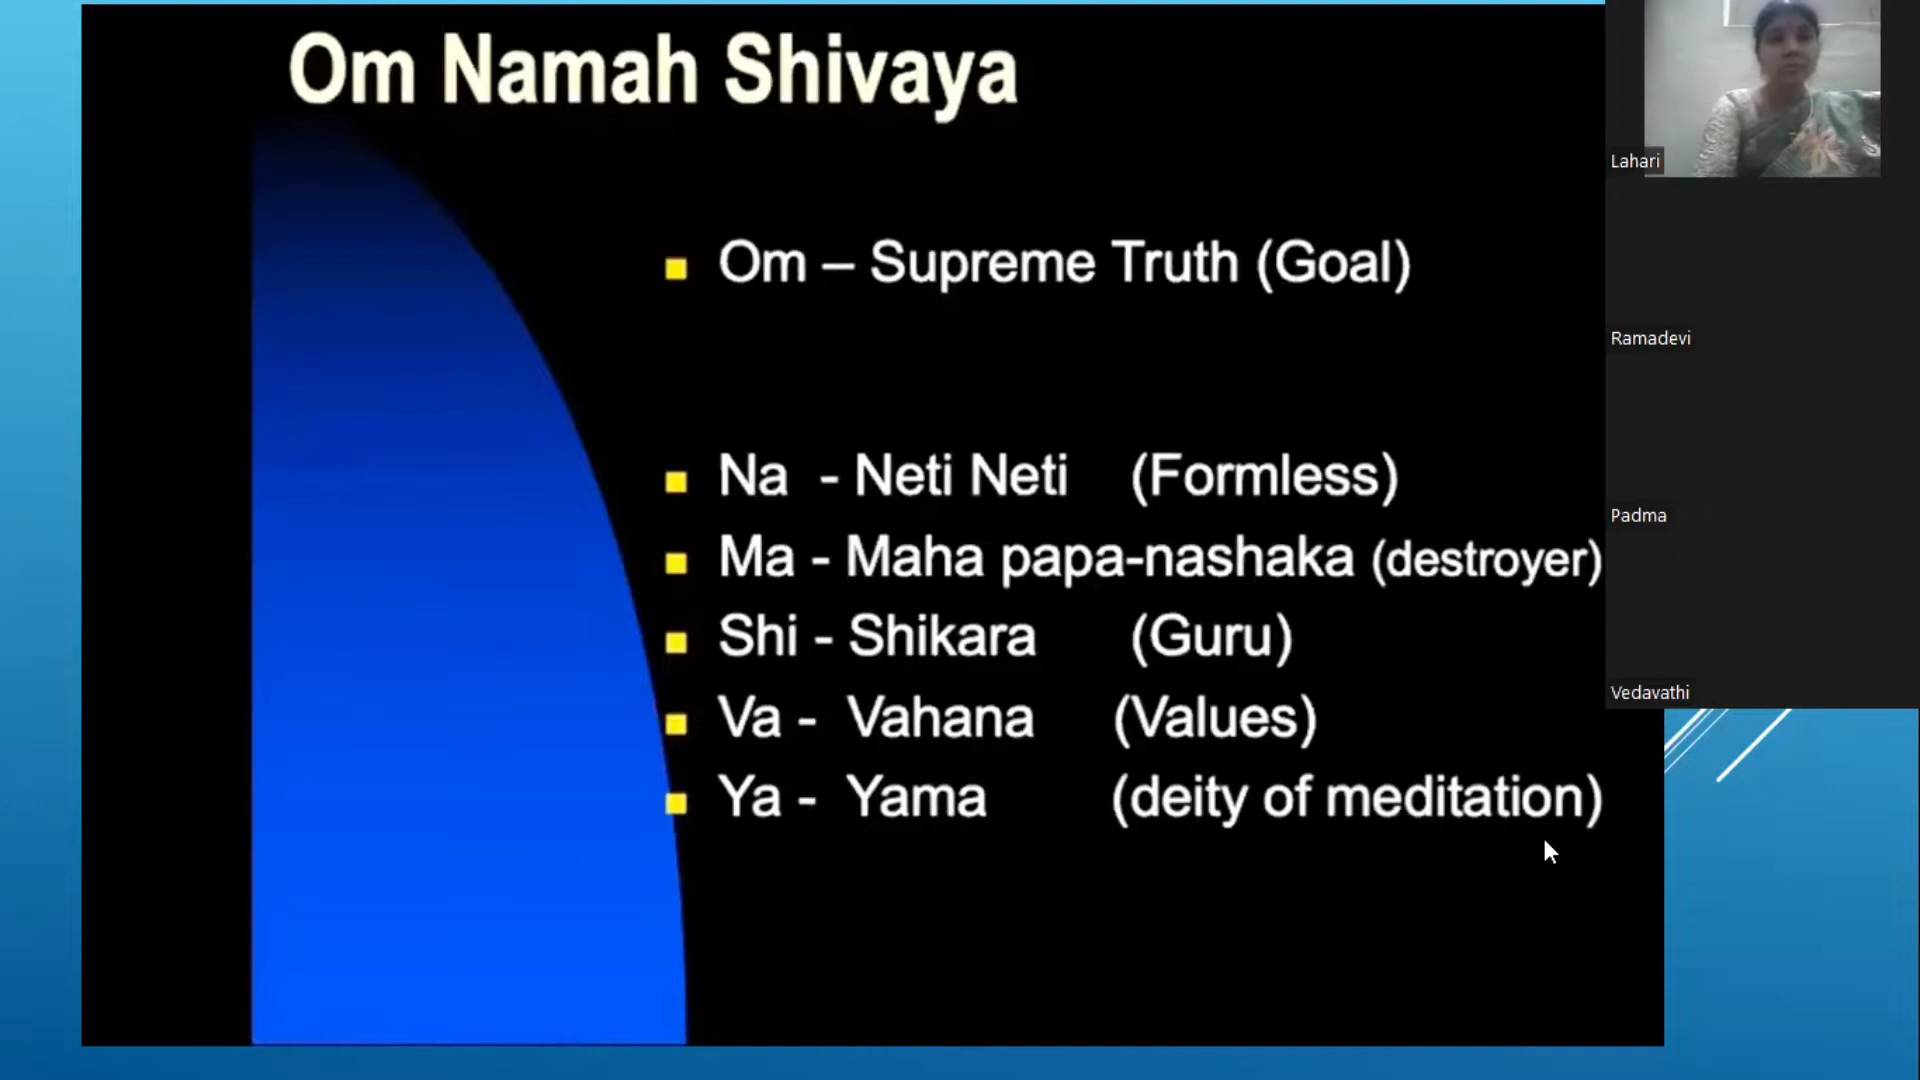 Om Namah Shivaya
Om – Supreme Truth (Goal)
Na - Neti Neti (Formless)
Ma - Maha papa-nashaka (destroyer)
Shi - Shikara (Guru)
Va - Vahana (Values)
Ya - Yama (deity of meditation)
Lahari
Ramadevi
Padma
Vedavathi